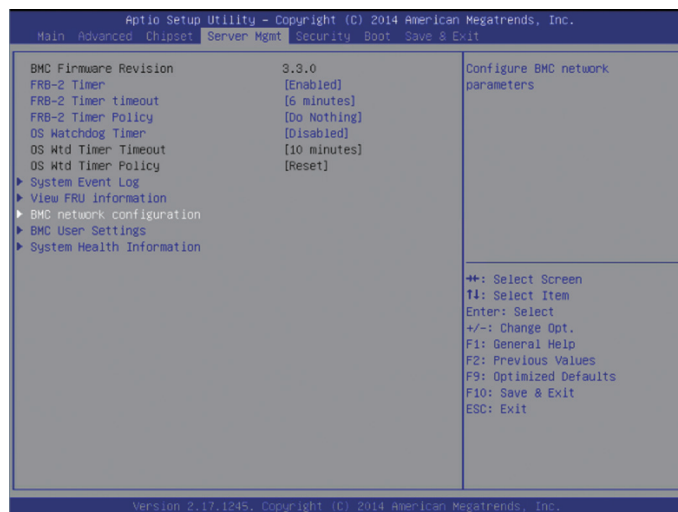 Aptio Setup Utility – Copyright (C) 2014 American Megatrends, Inc.
Main Advanced Chipset Server Mgmt Security Boot Save & Exit
BMC Firmware Revision 3.3.0
FRB-2 Timer [Enabled]
FRB-2 Timer timeout [6 minutes]
FRB-2 Timer Policy [Do Nothing]
OS Watchdog Timer [Disabled]
OS Wtd Timer Timeout [10 minutes]
OS Wtd Timer Policy [Reset]
System Event Log
View FRU information
BMC network configuration
BMC User Settings
System Health Information
Configure BMC network
parameters
→←: Select Screen
↑↓: Select Item
Enter: Select
+/-: Change Opt.
F1: General Help
F2: Previous Values
F9: Optimized Defaults
F10: Save & Exit
ESC: Exit
Version 2.17.1245. Copyright (C) 2014 American Megatrends, Inc.